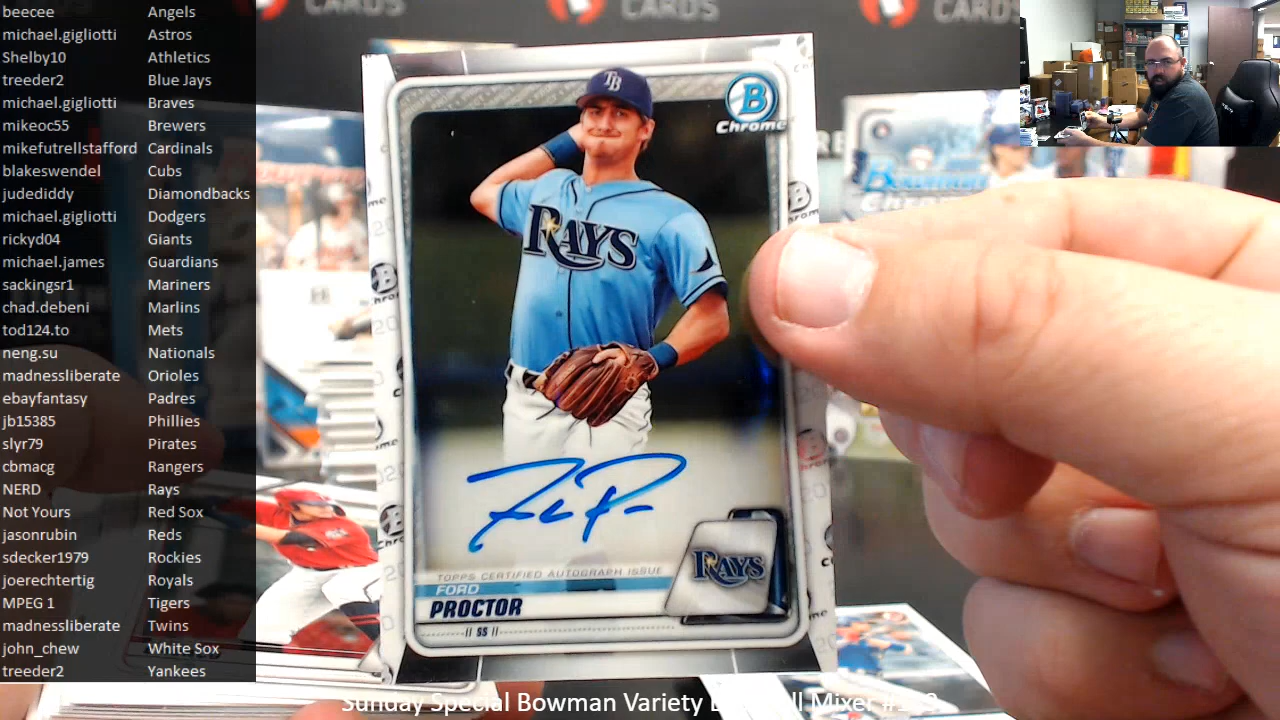 beecee Angels
michael.gigliotti Astros
Shelby10 Athletics
treeder2 Blue Jays
michael.gigliotti Braves
mikeoc55 Brewers
mikefutrellstafford Cardinals
blakeswendel Cubs
judediddy Diamondbacks
michael.gigliotti Dodgers
rickyd04 Giants
michael.james Guardians
sackingsr1 Mariners
chad.debeni Marlins
tod124.to Mets
neng.su Nationals
madnessliberate Orioles
ebayfantasy Padres
jb15385 Phillies
slyr79 Pirates
cbmacg Rangers
NERD Rays
Not Yours Red Sox
jasonrubin Reds
sdecker1979 Rockies
joerechtertig Royals
MPEG 1 Tigers
madnessliberate Twins
john_chew White Sox
treeder2 Yankees
CARDS
CARDS
CARDS
TB
B
Chrome
RAYS
RAYS
TOPPS CERTIFIED AUTOGRAPH ISSUE
FORD
PROCTOR
// SS //
Bowman
Chrome
Sunday Special Bowman Variety Mixer